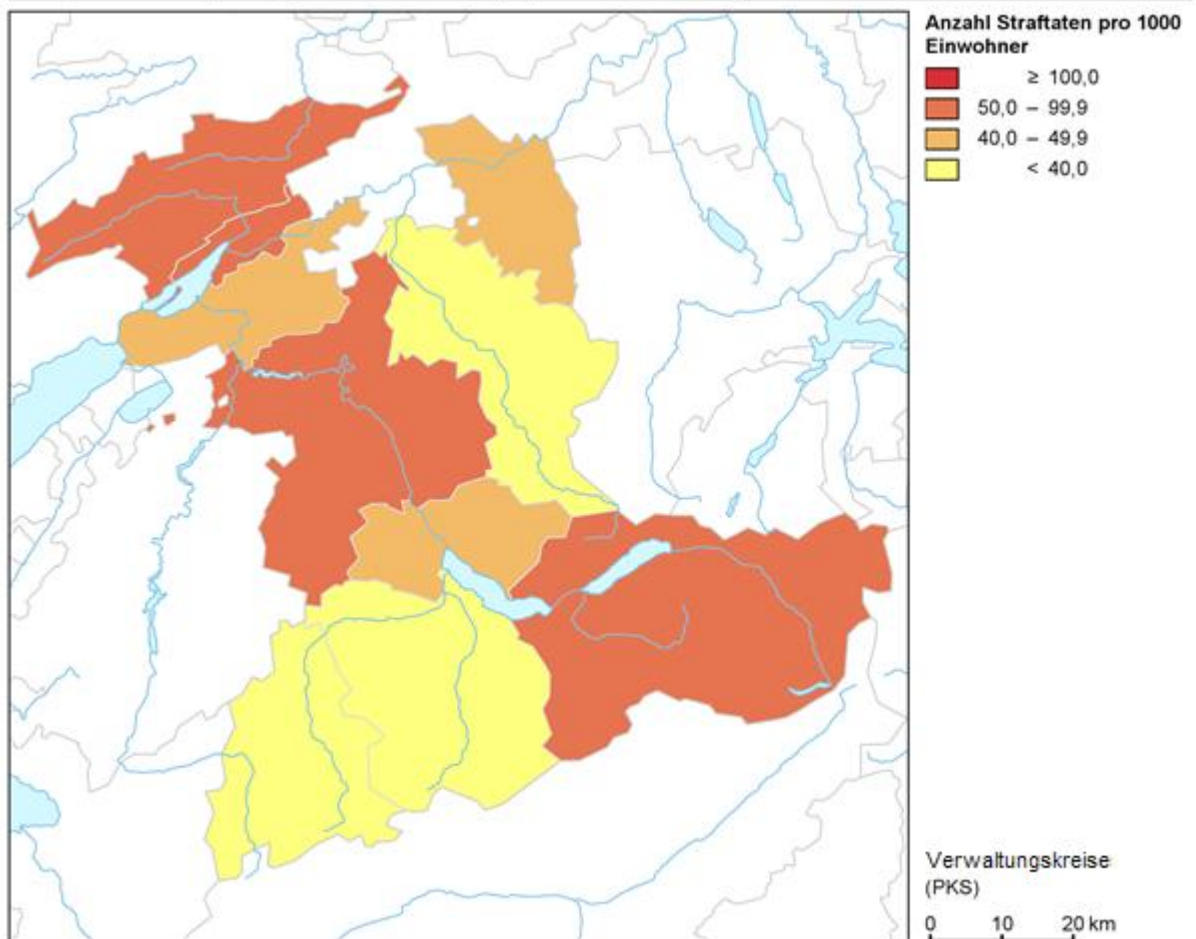 Anzahl Straftaten pro 1000
Einwohner
≥ 100,0
50,0 – 99,9
40,0 – 49,9
< 40,0
Verwaltungskreise
(PKS)
0 10 20 km